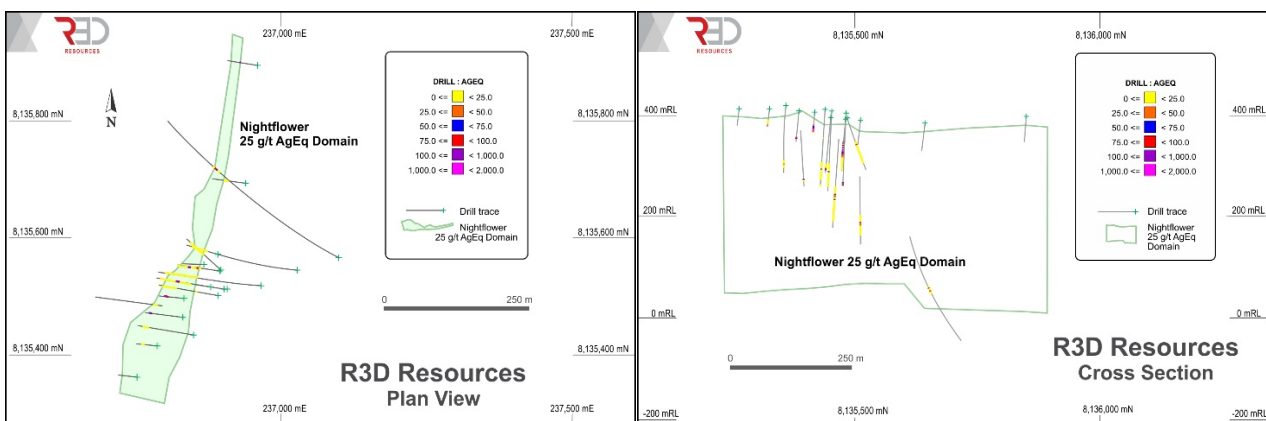 R3D
RESOURCES
237,000 mE
237,500 mE
8,135,800 mN
8,135,800 mN
N
Nightflower
25 g/t AgEq Domain
DRILL : AGEQ
0 <= < 25.0
25.0 <= < 50.0
50.0 <= < 75.0
75.0 <= < 100.0
100.0 <= < 1,000.0
1,000.0 <= < 2,000.0
Drill trace
Nightflower
25 g/t AgEq Domain
8,135,600 mN
8,135,600 mN
0 250 m
8,135,400 mN
8,135,400 mN
R3D Resources
Plan View
237,000 mE
237,500 mE
R3D
RESOURCES
8,135,500 mN
8,136,000 mN
400 mRL
400 mRL
DRILL : AGEQ
0 <= < 25.0
25.0 <= < 50.0
50.0 <= < 75.0
75.0 <= < 100.0
100.0 <= < 1,000.0
1,000.0 <= < 2,000.0
Drill trace
Nightflower
25 g/t AgEq
Domain
200 mRL
200 mRL
Nightflower 25 g/t AgEq Domain
0 mRL
0 mRL
0 250 m
R3D Resources
Cross Section
-200 mRL
-200 mRL
8,135,500 mN
8,136,000 mN